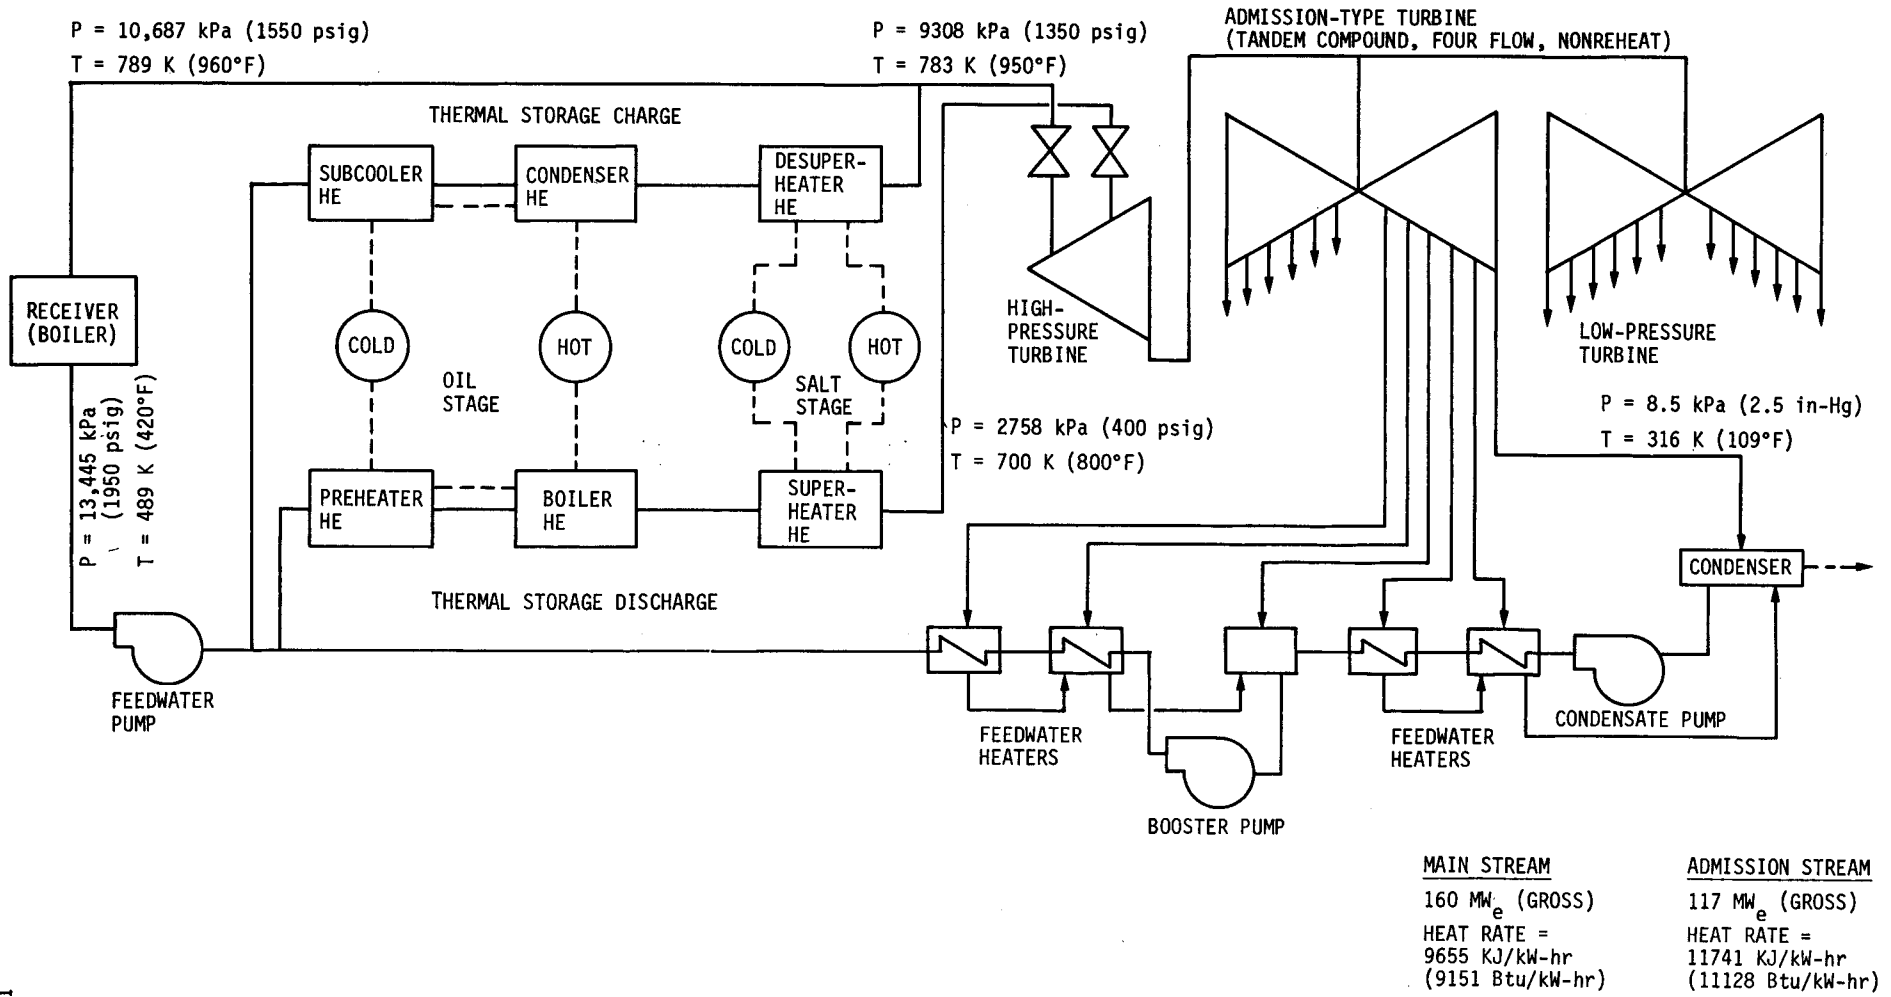 P = 10,687 kPa (1550 psig)
T = 789 K (960°F)
P = 9308 kPa (1350 psig)
T = 783 K (950°F)
ADMISSION-TYPE TURBINE
(TANDEM COMPOUND, FOUR FLOW, NONREHEAT)
THERMAL STORAGE CHARGE
SUBCOOLER
HE
CONDENSER
HE
DESUPER-
HEATER
HE
RECEIVER
(BOILER)
COLD
HOT
COLD
HOT
OIL
STAGE
SALT
STAGE
HIGH-
PRESSURE
TURBINE
LOW-PRESSURE
TURBINE
P = 13,445 kPa
(1950 psig)
T = 489 K (420°F)
P = 2758 kPa (400 psig)
T = 700 K (800°F)
P = 8.5 kPa (2.5 in-Hg)
T = 316 K (109°F)
PREHEATER
HE
BOILER
HE
SUPER-
HEATER
HE
CONDENSER
THERMAL STORAGE DISCHARGE
FEEDWATER
PUMP
FEEDWATER
HEATERS
BOOSTER PUMP
FEEDWATER
HEATERS
CONDENSATE PUMP
MAIN STREAM
160 MWe (GROSS)
HEAT RATE =
9655 KJ/kW-hr
(9151 Btu/kW-hr)
ADMISSION STREAM
117 MWe (GROSS)
HEAT RATE =
11741 KJ/kW-hr
(11128 Btu/kW-hr)